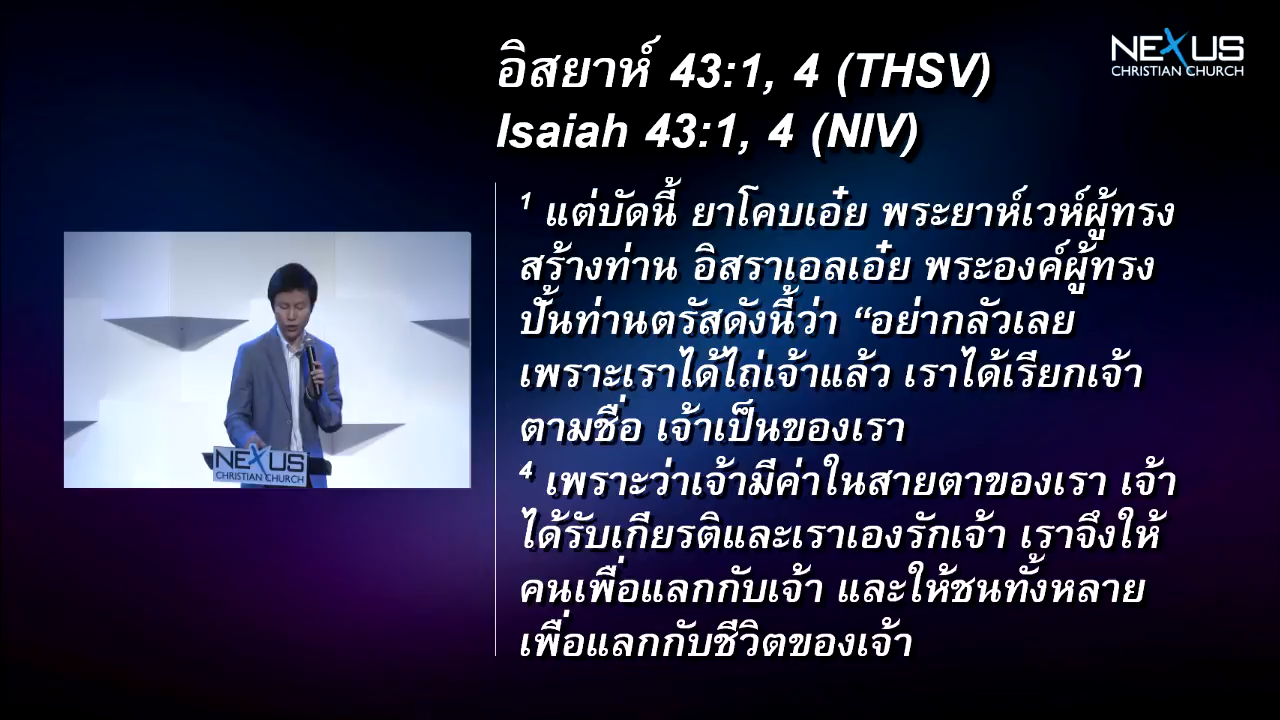 อิสยาห์ 43:1, 4 (THSV)
Isaiah 43:1, 4 (NIV)
NEXUS
CHRISTIAN CHURCH
1 แต่บัดนี้ ยาโคบเอ๋ย พระยาห์เวห์ผู้ทรง
สร้างท่าน อิสราเอลเอ๋ย พระองค์ผู้ทรง
ปั้นท่านตรัสดังนี้ว่า “อย่ากลัวเลย
เพราะเราได้ไถ่เจ้าแล้ว เราได้เรียกเจ้า
ตามชื่อ เจ้าเป็นของเรา
4 เพราะว่าเจ้ามีค่าในสายตาของเรา เจ้า
ได้รับเกียรติและเราเองรักเจ้า เราจึงให้
คนเพื่อแลกกับเจ้า และให้ชนทั้งหลาย
เพื่อแลกกับชีวิตของเจ้า
NEXUS
CHRISTIAN CHURCH